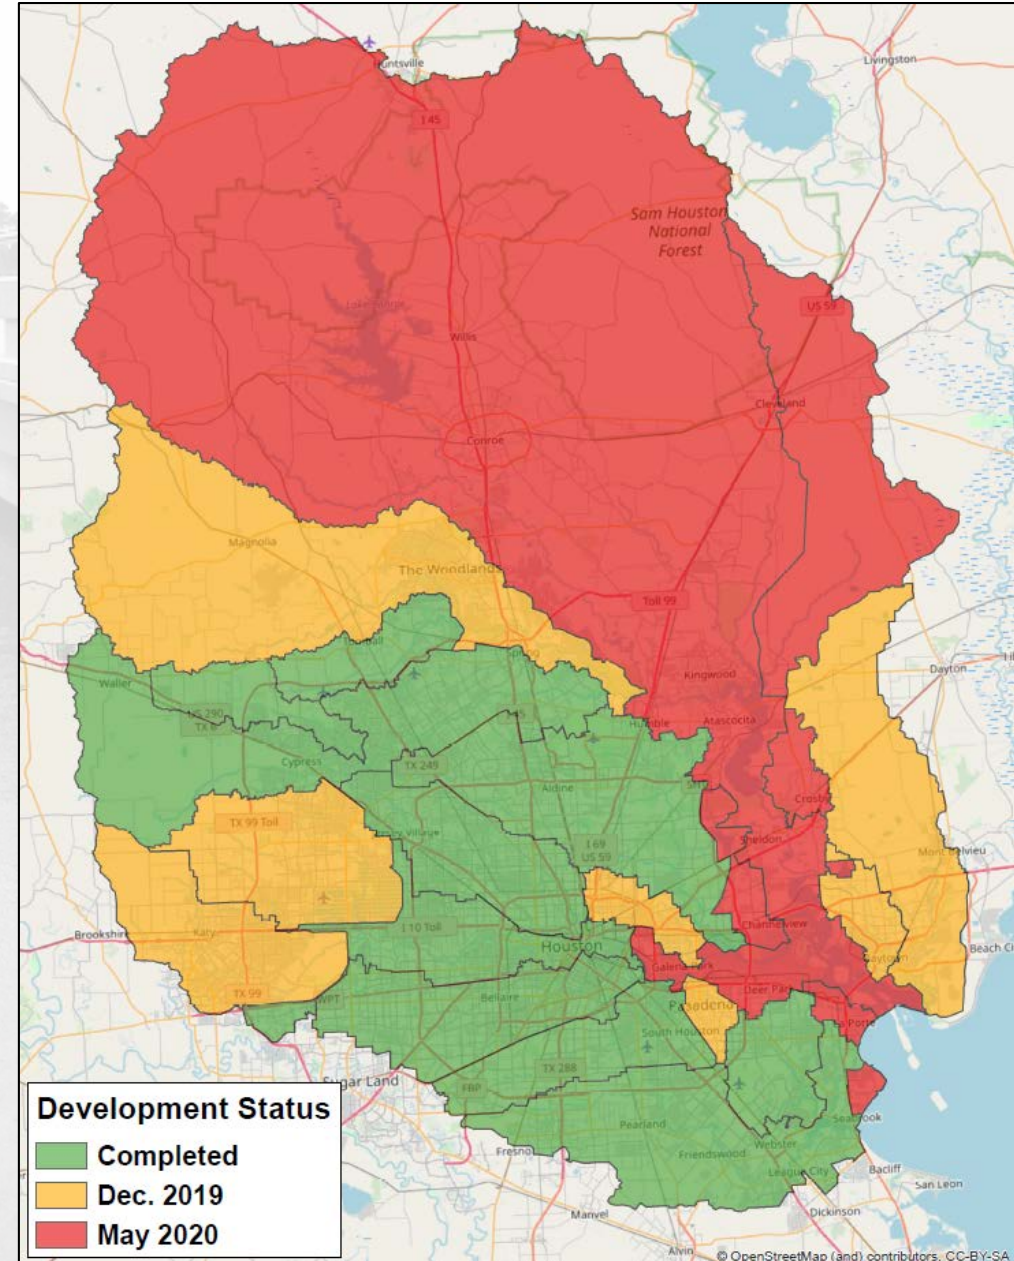 Huntsville
Livingston
I 45
Sam Houston
National
Forest
US 59
Willis
Cleveland
Conroe
Magnolia
The Woodlands
Toll 99
Dayton
Kingwood
Waller
US 290
Humble
Atascocita
Cypress
TX 249
Aldine
Crosby
TX 99 Toll
Sheldon
I 69
US 59
Mont Belvieu
Brookshire
Katy
I 10 Toll
Channelview
Houston
Baytown
Beach Ci
Galena Park
TX 99
Bellaire
Deer Park
Pasadena
La Porte
South Houston
Sugar Land
TX 288
FBP
Seabrook
Pearland
Webster
Fresno
Friendswood
League City
Bacliff
San Leon
Manvel
Dickinson
Alvin
Development Status
Completed
Dec. 2019
May 2020
© OpenStreetMap (and) contributors, CC-BY-SA